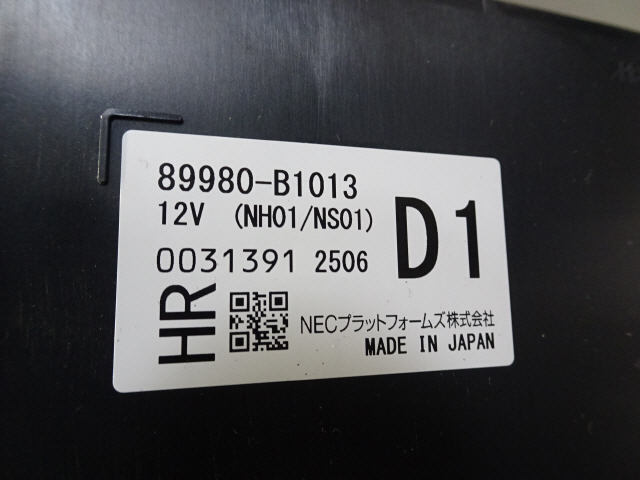 89980-B1013
12V (NH01/NS01)
D1
0031391 2506
HR
NECプラットフォームズ株式会社
MADE IN JAPAN